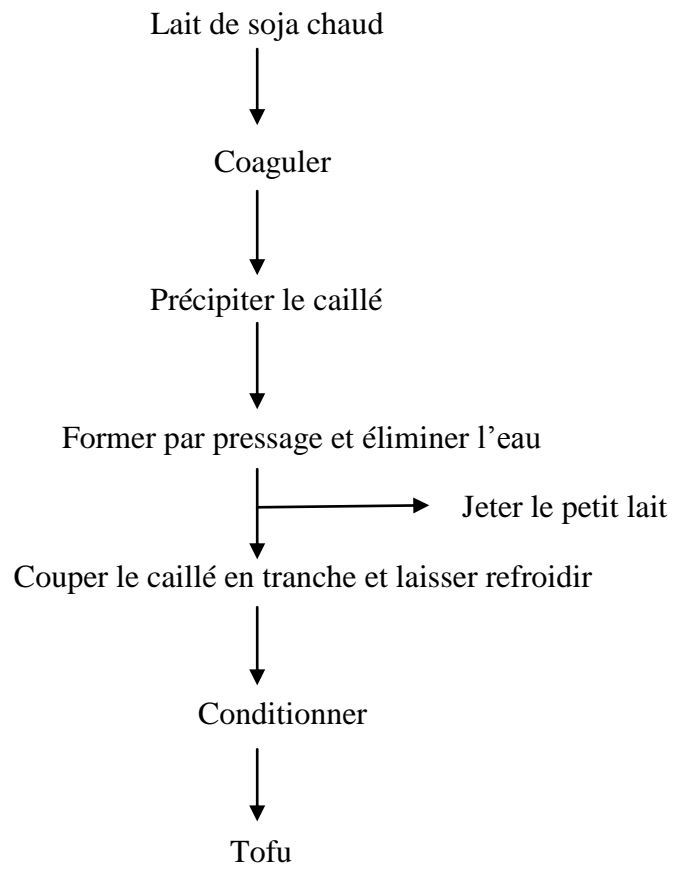 Lait de soja chaud
Coaguler
Précipiter le caillé
Former par pressage et éliminer l’eau
Jeter le petit lait
Couper le caillé en tranche et laisser refroidir
Conditionner
Tofu